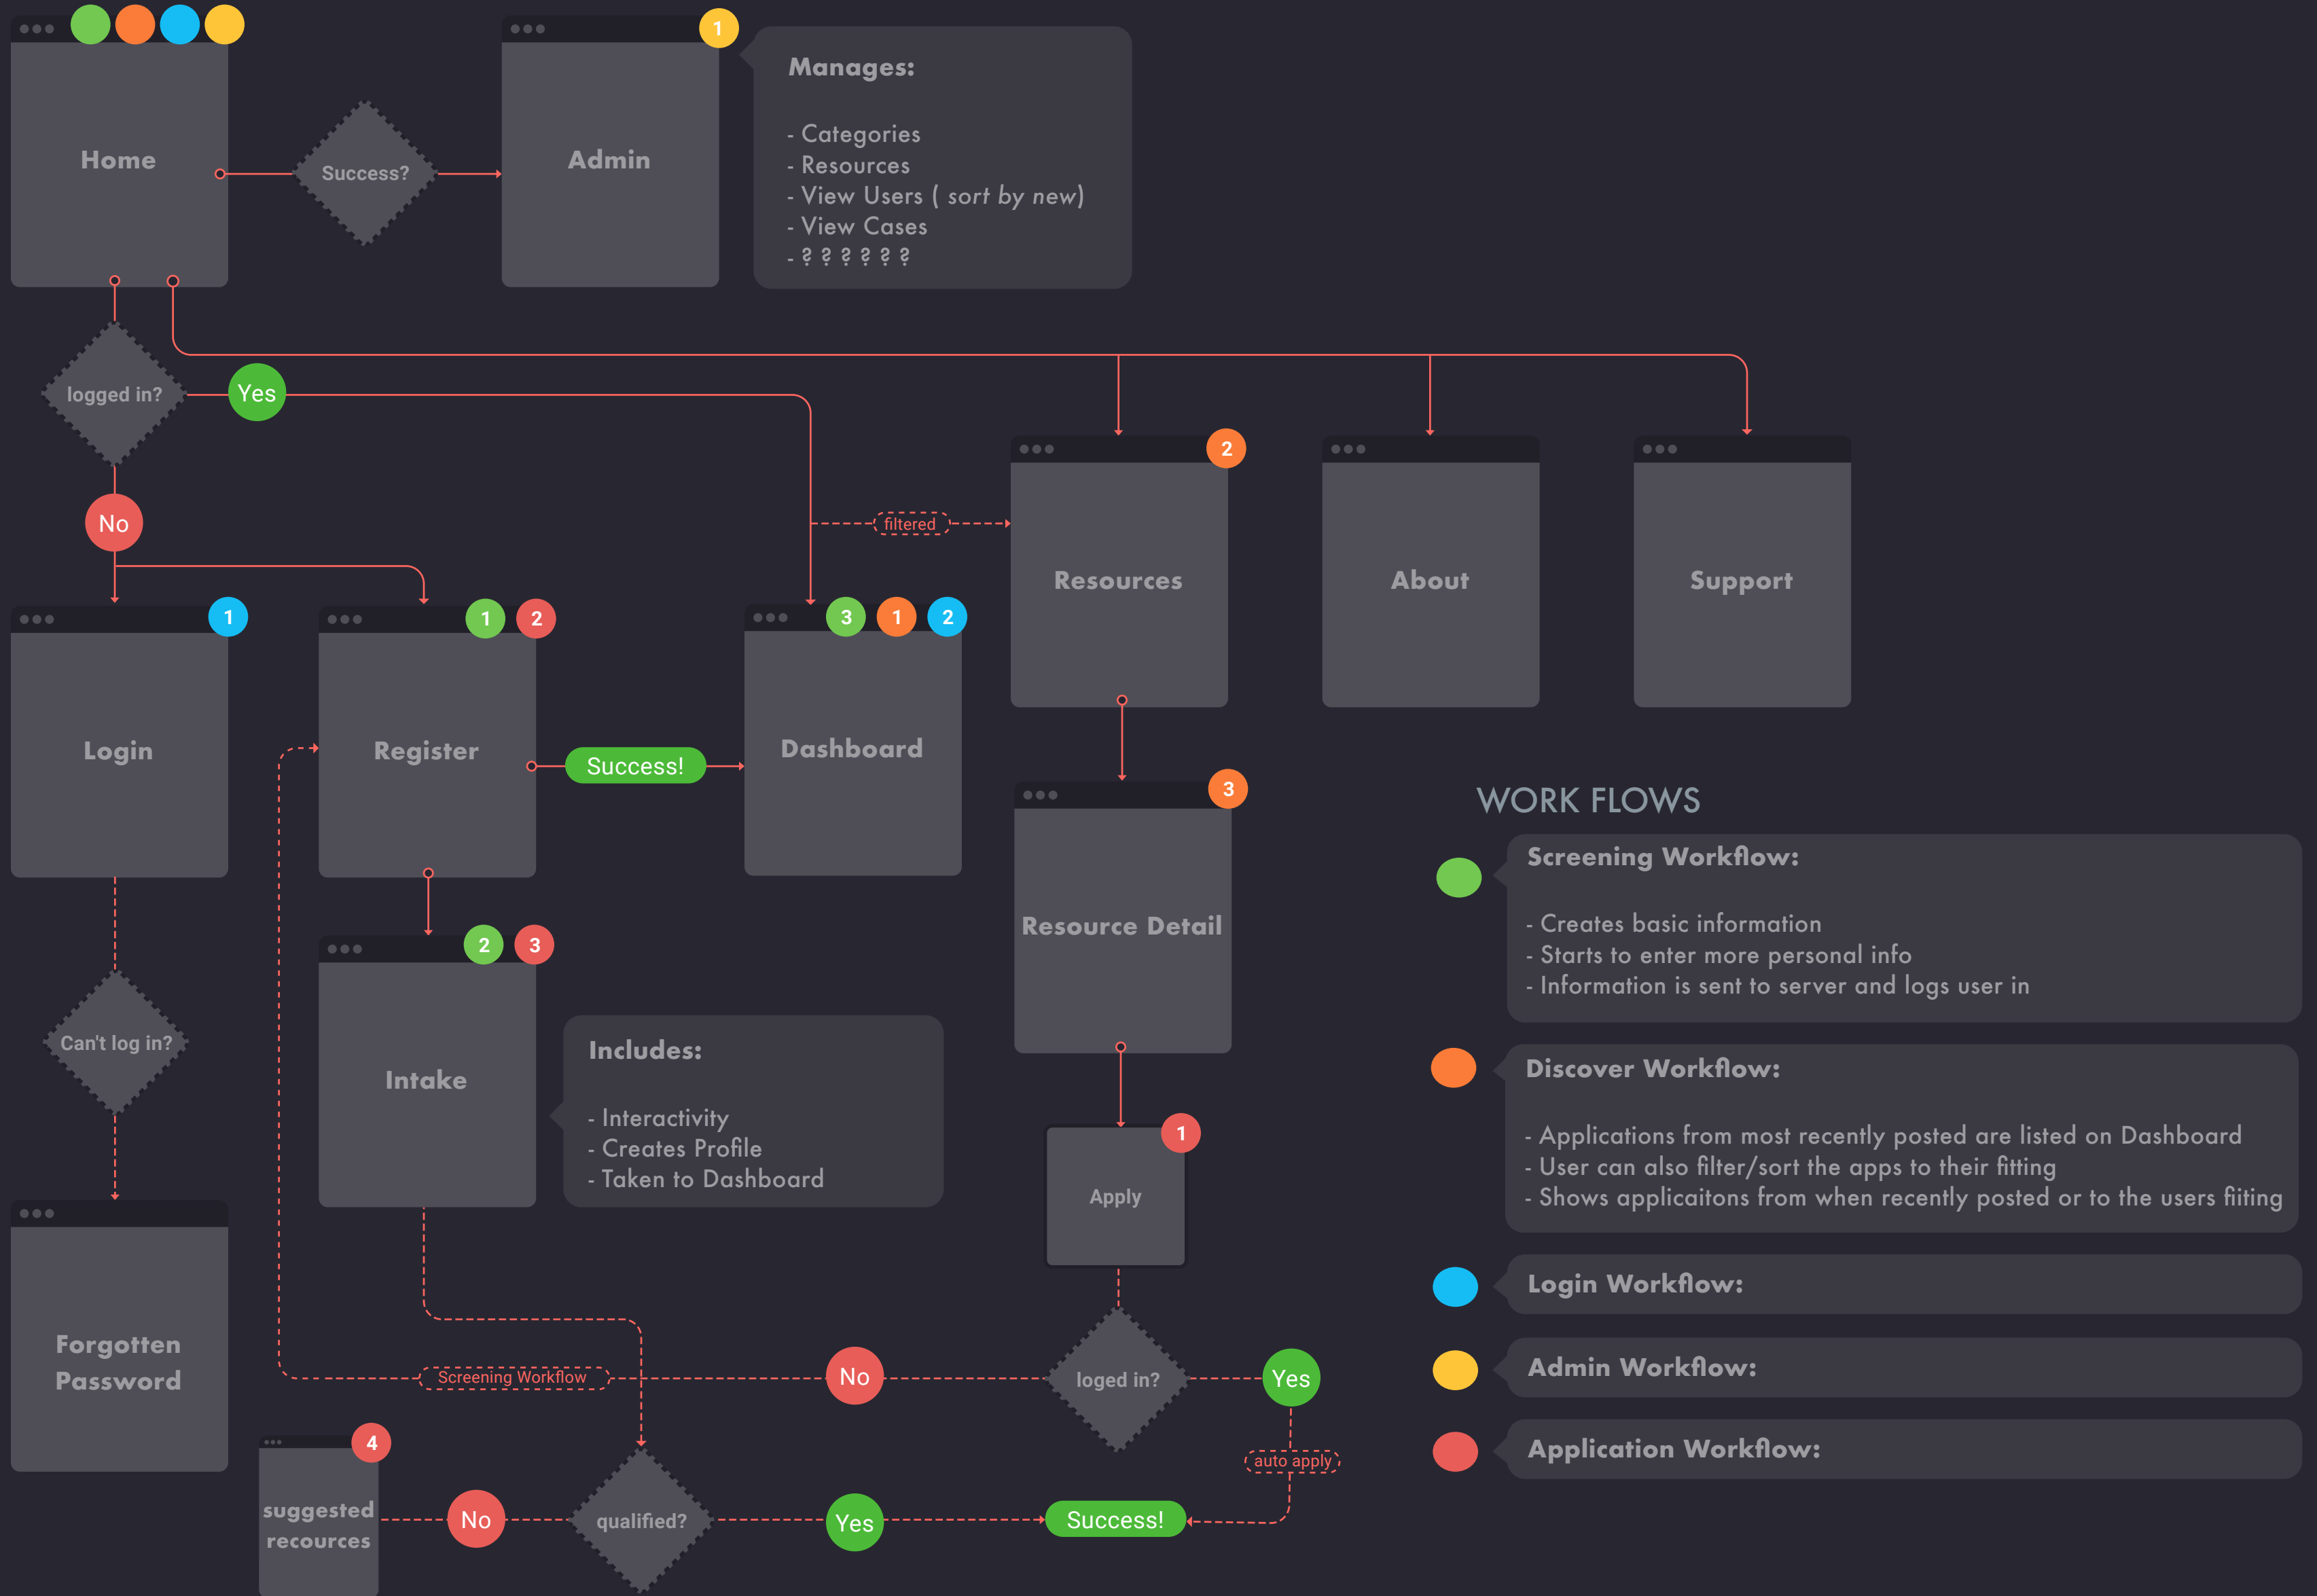 Home
Success?
Admin
1
Manages:
- Categories
- Resources
- View Users ( sort by new)
- View Cases
- ? ? ? ? ? ?
logged in?
Yes
No
filtered
2
Resources
About
Support
1
Login
1
2
Register
Success!
3
1
2
Dashboard
3
Resource Detail
Can't log in?
2
3
Intake
Includes:
- Interactivity
- Creates Profile
- Taken to Dashboard
1
Apply
Forgotten
Password
Screening Workflow
No
loged in?
Yes
auto apply
4
suggested
recources
No
qualified?
Yes
Success!
WORK FLOWS
Screening Workflow:
- Creates basic information
- Starts to enter more personal info
- Information is sent to server and logs user in
Discover Workflow:
- Applications from most recently posted are listed on Dashboard
- User can also filter/sort the apps to their fitting
- Shows applicaitons from when recently posted or to the users fiiting
Login Workflow:
Admin Workflow:
Application Workflow: